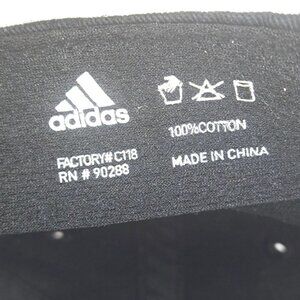 adidas
100%COTTON
FACTORY# C118
MADE IN CHINA
RN # 90288